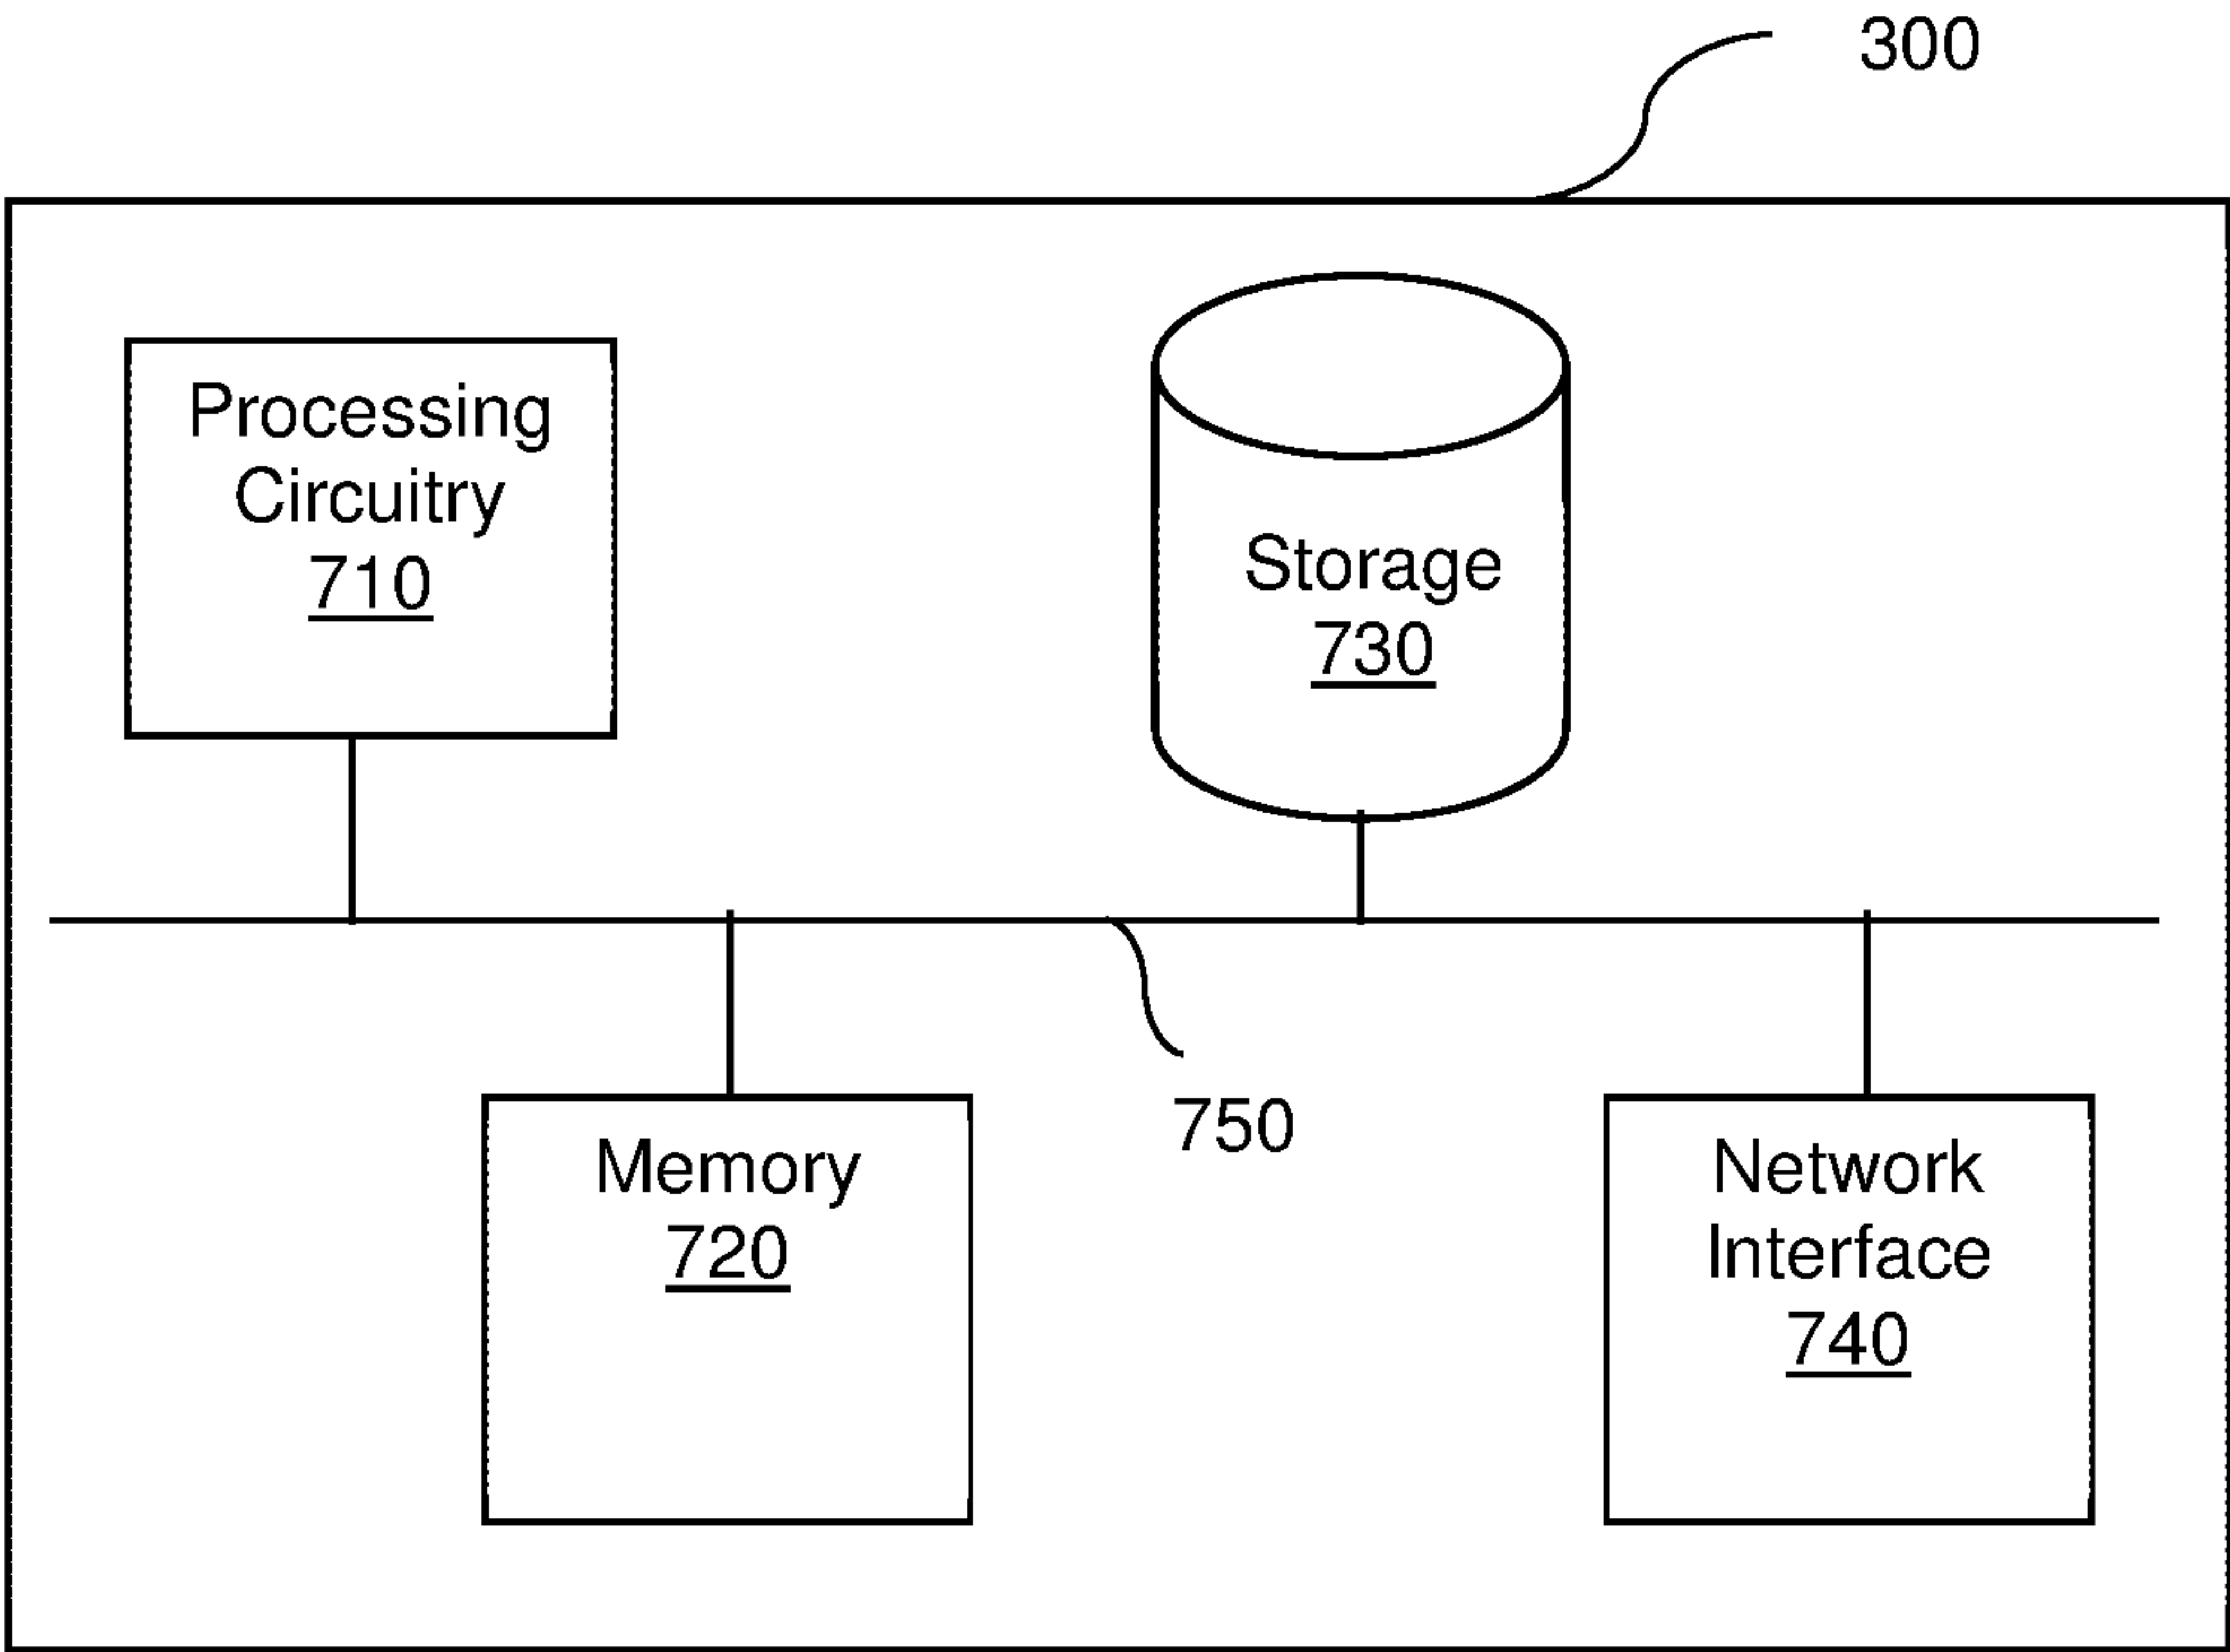 300
Processing
Circuitry
710
Storage
730
750
Memory
720
Network
Interface
740